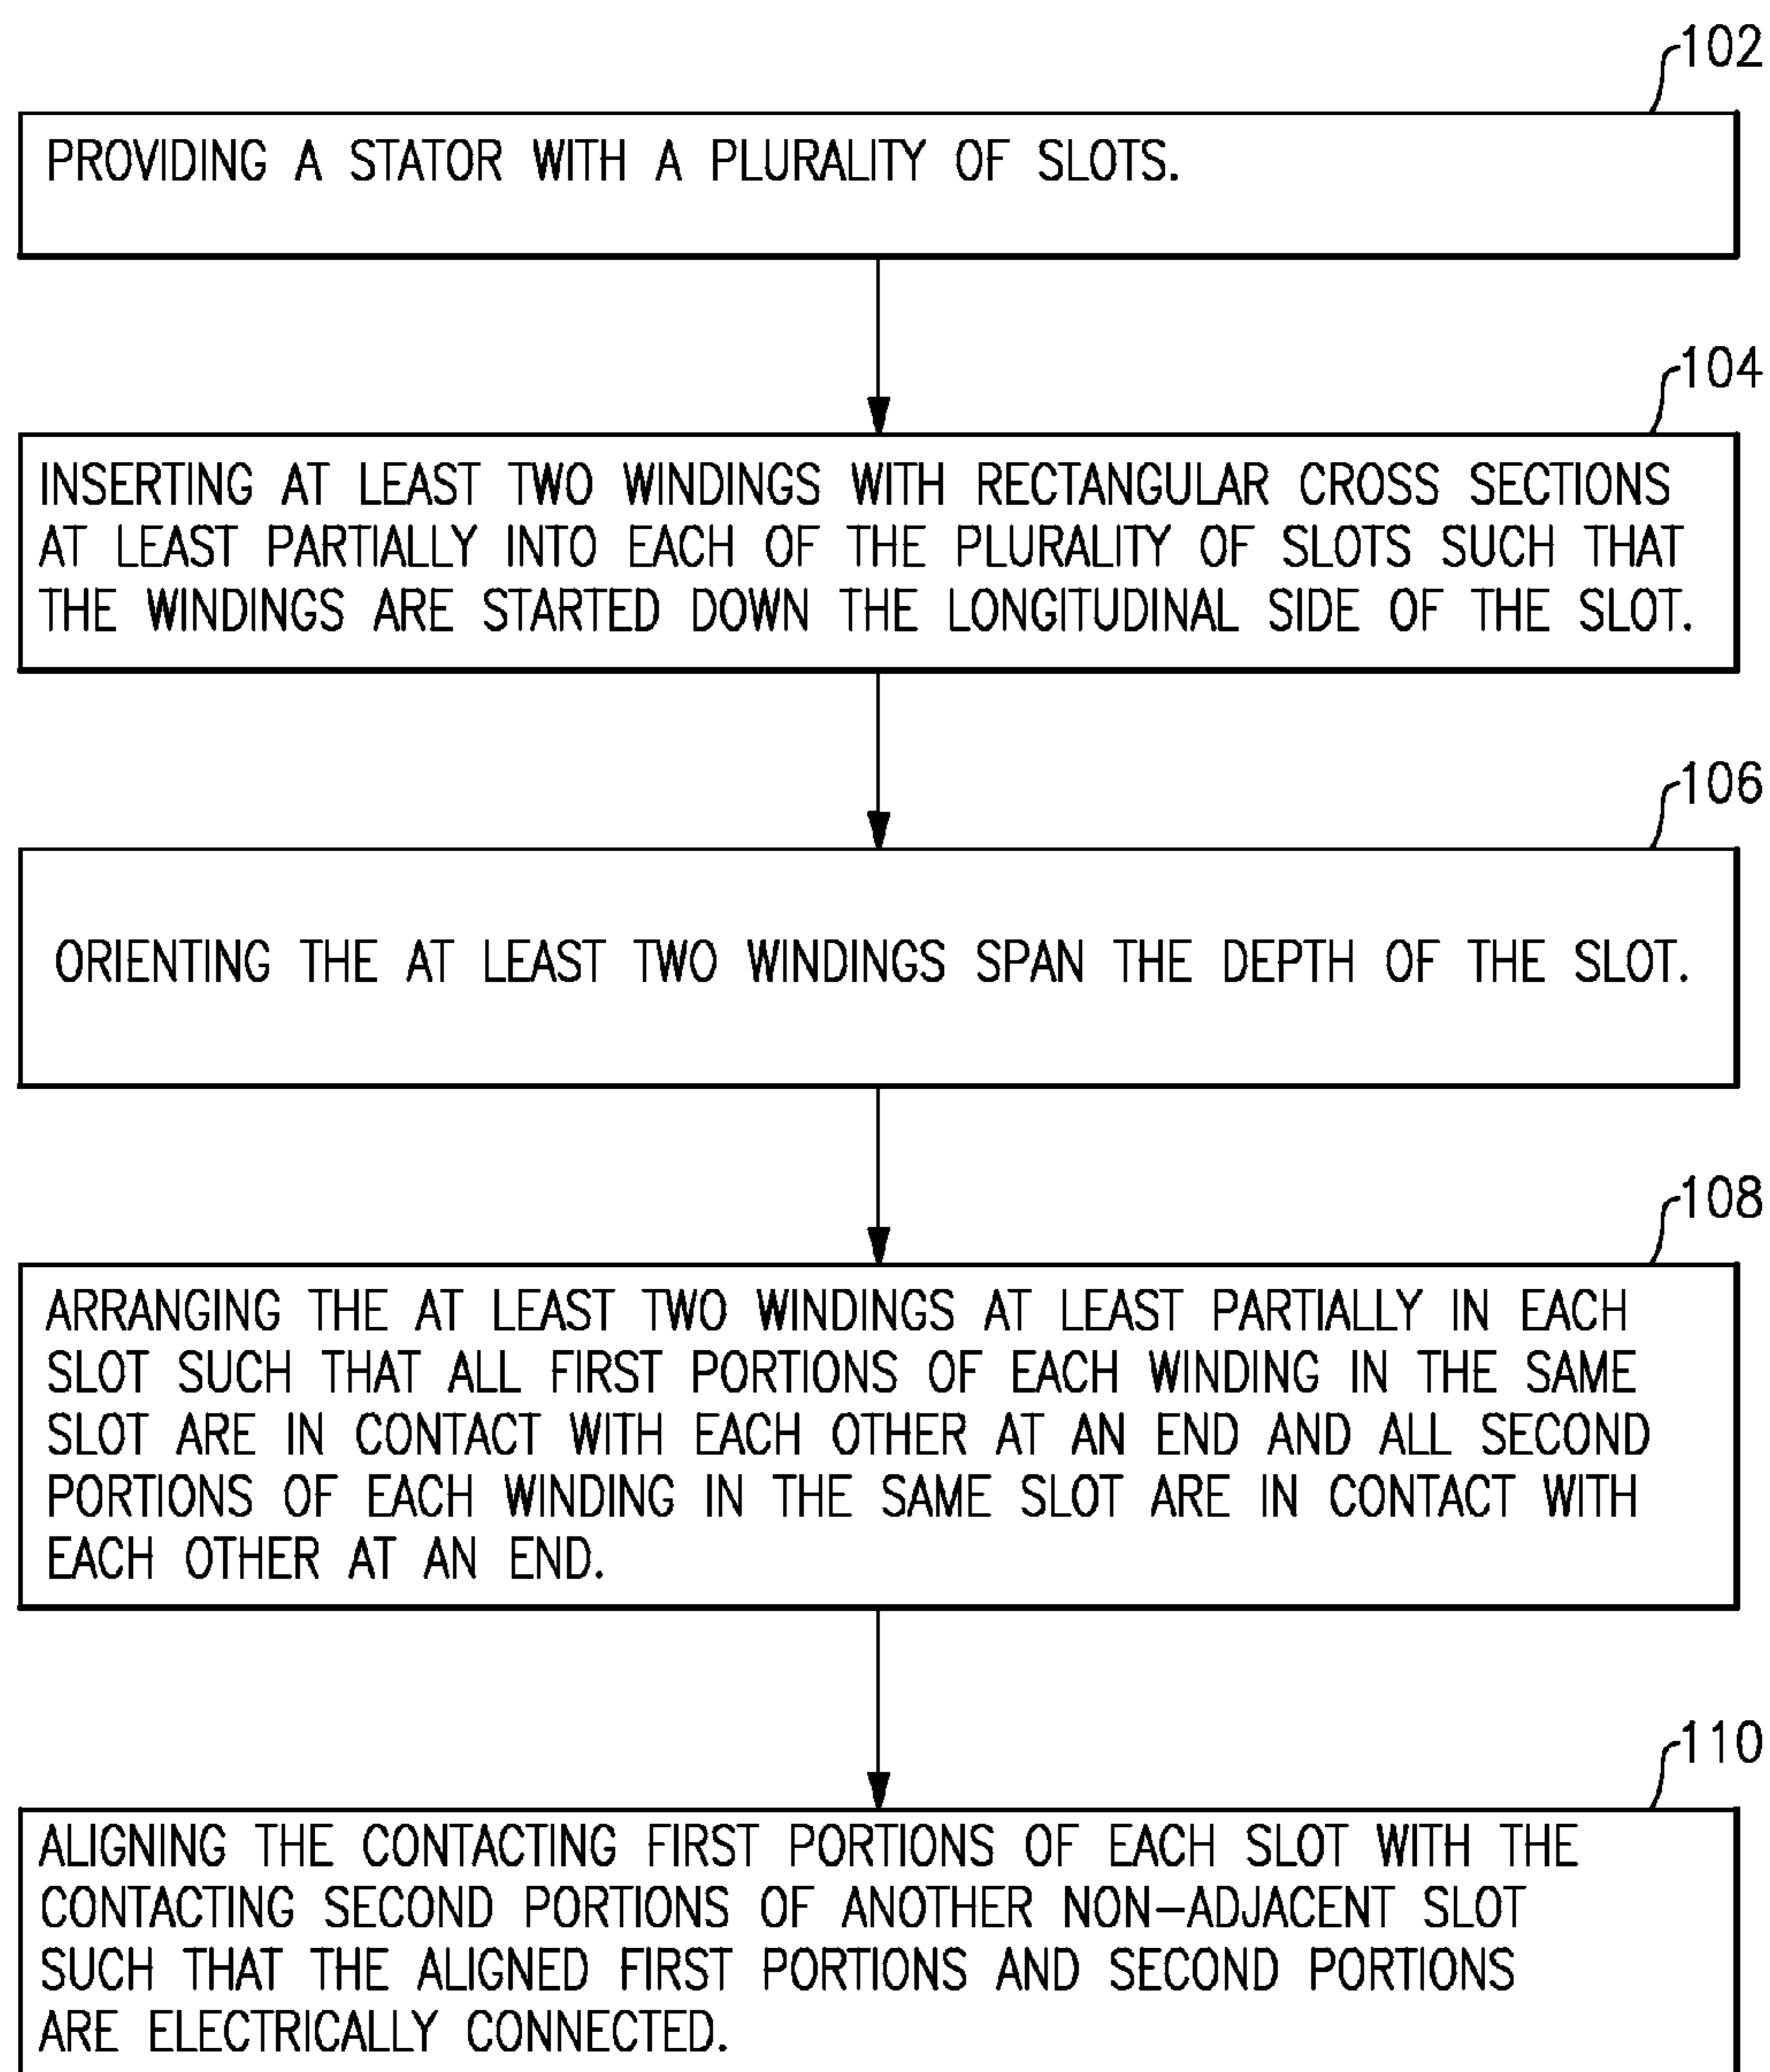 102
PROVIDING A STATOR WITH A PLURALITY OF SLOTS.
104
INSERTING AT LEAST TWO WINDINGS WITH RECTANGULAR CROSS SECTIONS
AT LEAST PARTIALLY INTO EACH OF THE PLURALITY OF SLOTS SUCH THAT
THE WINDINGS ARE STARTED DOWN THE LONGITUDINAL SIDE OF THE SLOT.
106
ORIENTING THE AT LEAST TWO WINDINGS SPAN THE DEPTH OF THE SLOT.
108
ARRANGING THE AT LEAST TWO WINDINGS AT LEAST PARTIALLY IN EACH
SLOT SUCH THAT ALL FIRST PORTIONS OF EACH WINDING IN THE SAME
SLOT ARE IN CONTACT WITH EACH OTHER AT AN END AND ALL SECOND
PORTIONS OF EACH WINDING IN THE SAME SLOT ARE IN CONTACT WITH
EACH OTHER AT AN END.
110
ALIGNING THE CONTACTING FIRST PORTIONS OF EACH SLOT WITH THE
CONTACTING SECOND PORTIONS OF ANOTHER NON-ADJACENT SLOT
SUCH THAT THE ALIGNED FIRST PORTIONS AND SECOND PORTIONS
ARE ELECTRICALLY CONNECTED.